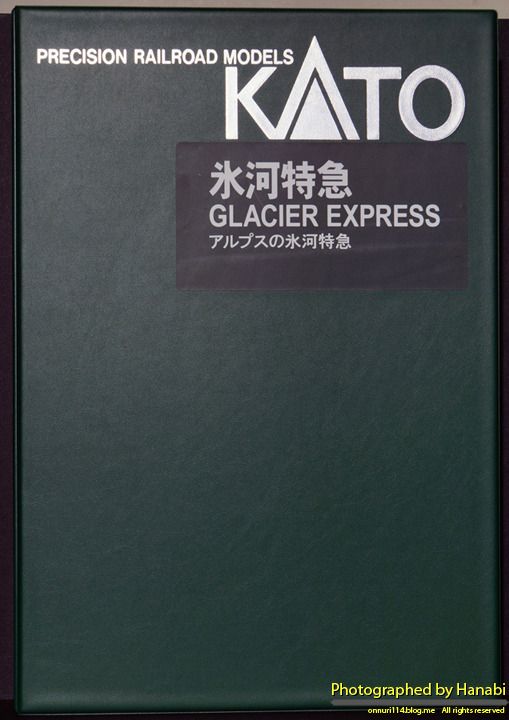 PRECISION RAILROAD MODELS
KATO
氷河特急
GLACIER EXPRESS
アルプスの氷河特急
Photographed by Hanabi
onnuri114.blog.me All rights reserved